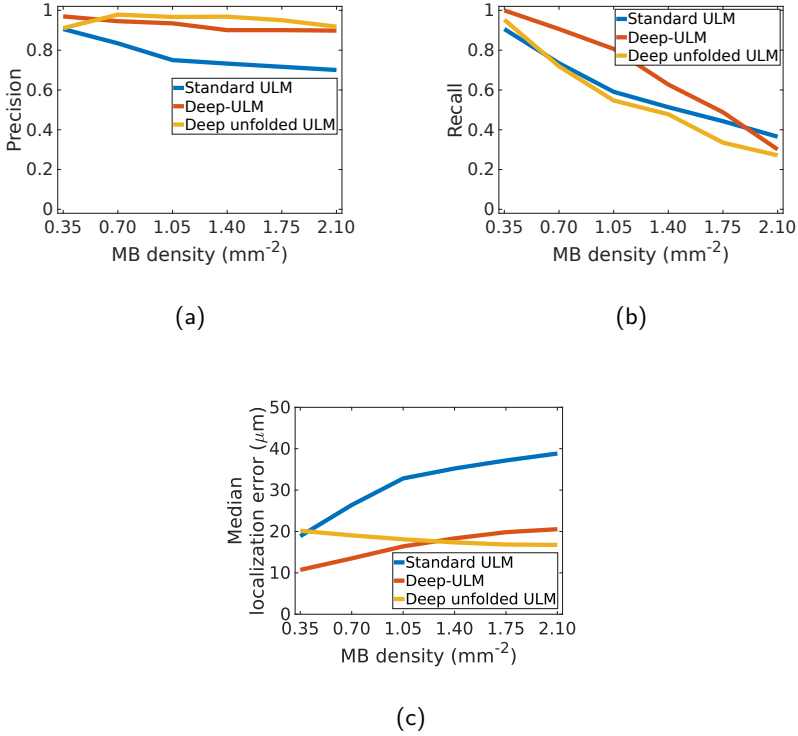 1
0.8
0.6
0.4
0.2
0
Precision
Standard ULM
Deep-ULM
Deep unfolded ULM
0.35 0.70 1.05 1.40 1.75 2.10
MB density (mm-2)
(a)
1
0.8
0.6
0.4
0.2
0
Recall
Standard ULM
Deep-ULM
Deep unfolded ULM
0.35 0.70 1.05 1.40 1.75 2.10
MB density (mm-2)
(b)
50
40
30
20
10
0
Median
localization error (μm)
Standard ULM
Deep-ULM
Deep unfolded ULM
0.35 0.70 1.05 1.40 1.75 2.10
MB density (mm-2)
(c)